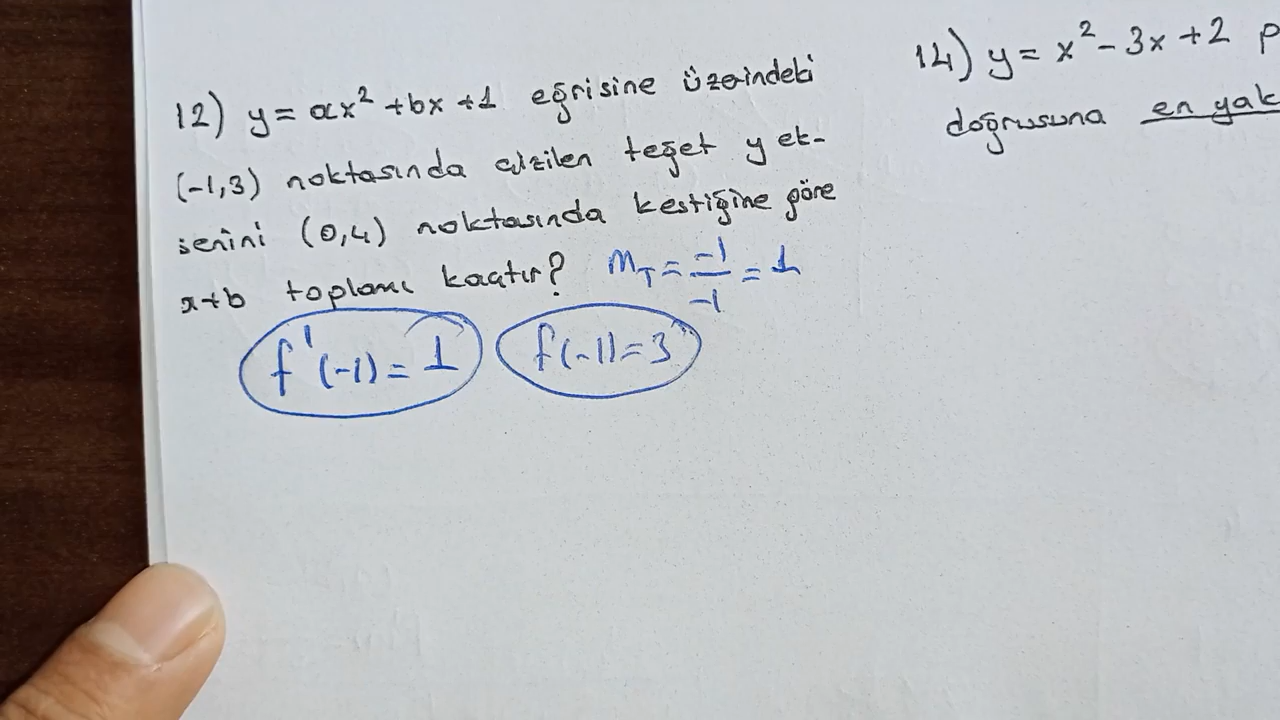 12) y = ax² + bx + 1 eğrisine üzerindeki
(-1,3) noktasında çizilen teğet y ek-
senini (0,4) noktasında kestiğine göre
a+b toplamı kaçtır? m_T = -1/-1 = 1
f'(-1) = 1 f(-1) = 3
14) y = x² - 3x + 2 p
doğrusuna en yak